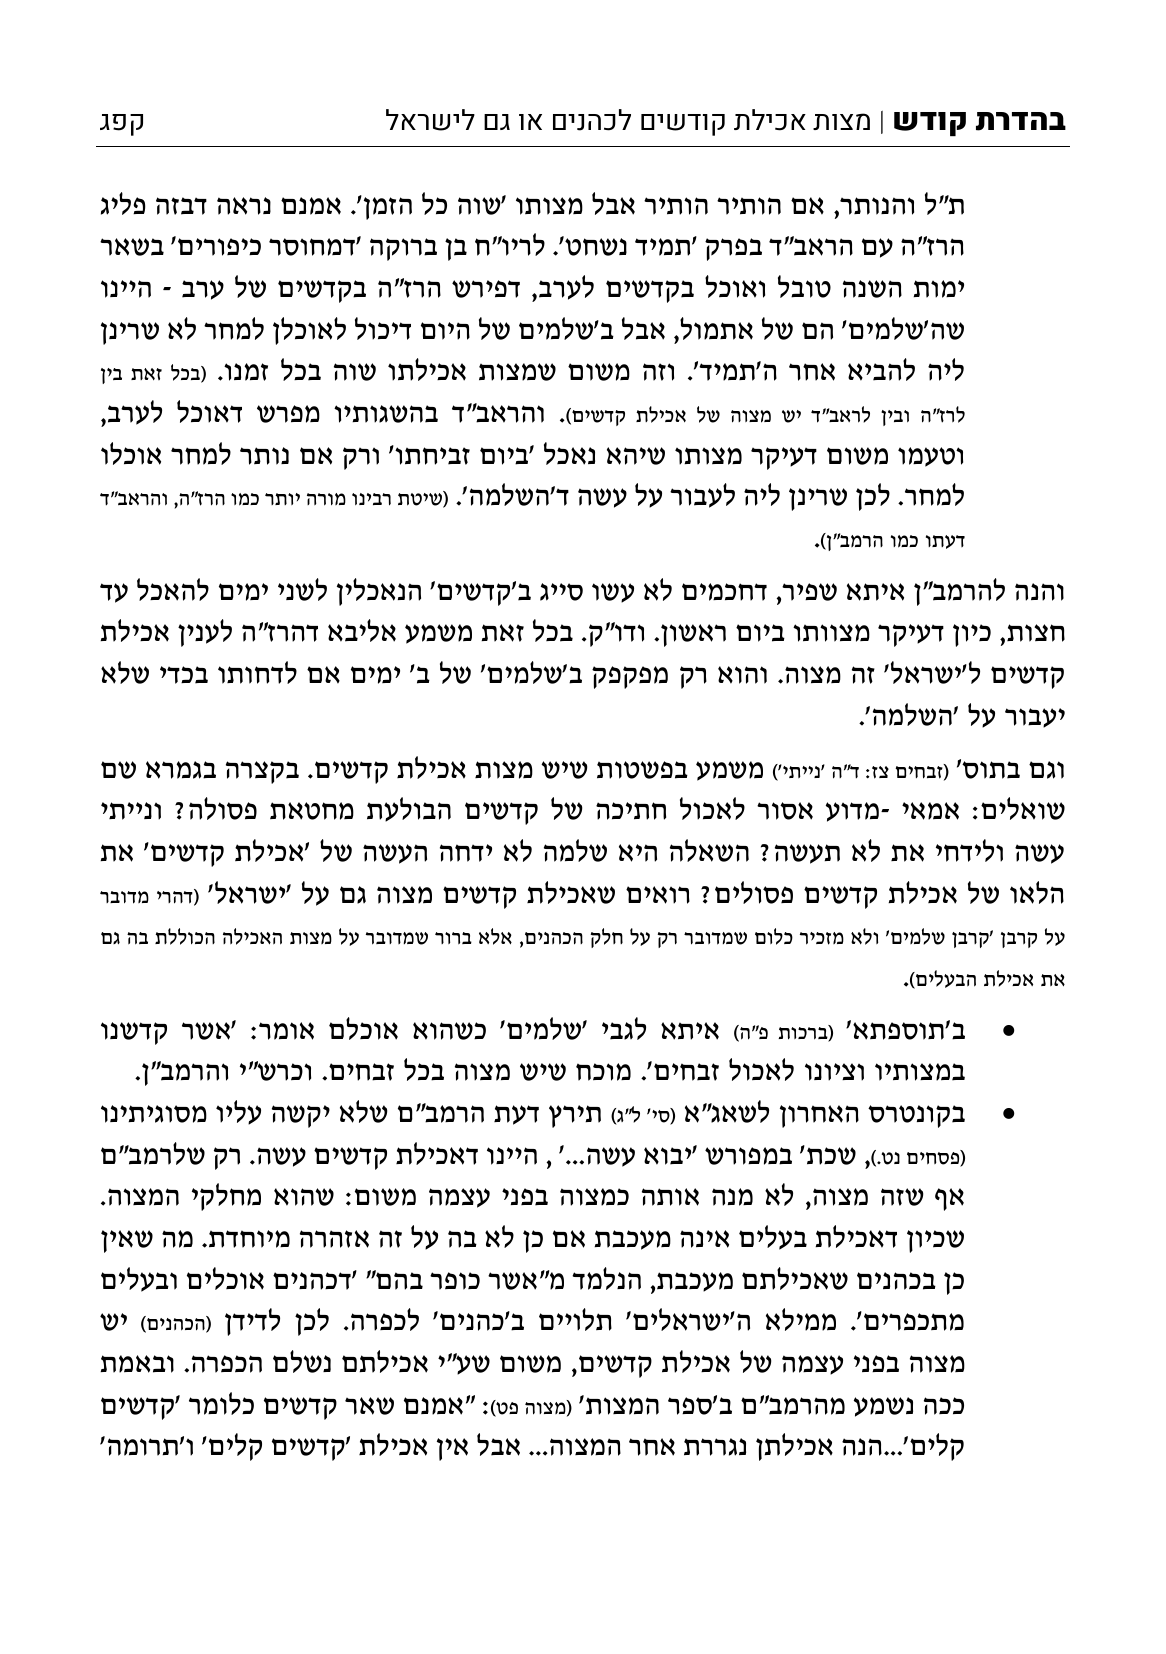 בהדרת קודש | מצות אכילת קודשים לכהנים או גם לישראל קפג
ת"ל והנותר, אם הותיר הותיר אבל מצותו 'שוה כל הזמן'. אמנם נראה דבזה פליג
הרז"ה עם הראב"ד בפרק 'תמיד נשחט'. לריו"ח בן ברוקה 'דמחוסר כיפורים' בשאר
ימות השנה טובל ואוכל בקדשים לערב, דפירש הרז"ה בקדשים של ערב - היינו
שה'שלמים' הם של אתמול, אבל ב'שלמים של היום דיכול לאוכלן למחר לא שרינן
ליה להביא אחר ה'תמיד'. וזה משום שמצות אכילתו שוה בכל זמנו. (בכל זאת בין
לרז"ה ובין לראב"ד יש מצוה של אכילת קדשים). והראב"ד בהשגותיו מפרש דאוכל לערב,
וטעמו משום דעיקר מצותו שיהא נאכל 'ביום זביחתו' ורק אם נותר למחר אוכלו
למחר. לכן שרינן ליה לעבור על עשה ד'השלמה'. (שיטת רבינו מורה יותר כמו הרז"ה, והראב"ד
דעתו כמו הרמב"ן).
והנה להרמב"ן איתא שפיר, דחכמים לא עשו סייג ב'קדשים' הנאכלין לשני ימים להאכל עד
חצות, כיון דעיקר מצוותו ביום ראשון. ודו"ק. בכל זאת משמע אליבא דהרז"ה לענין אכילת
קדשים ל'ישראל' זה מצוה. והוא רק מפקפק ב'שלמים' של ב' ימים אם לדחותו בכדי שלא
יעבור על 'השלמה'.
וגם בתוס' (זבחים צז: ד"ה 'נייתי') משמע בפשטות שיש מצות אכילת קדשים. בקצרה בגמרא שם
שואלים: אמאי -מדוע אסור לאכול חתיכה של קדשים הבולעת מחטאת פסולה? ונייתי
עשה ולידחי את לא תעשה? השאלה היא שלמה לא ידחה העשה של 'אכילת קדשים' את
הלאו של אכילת קדשים פסולים? רואים שאכילת קדשים מצוה גם על 'ישראל' (דהרי מדובר
על קרבן 'קרבן שלמים' ולא מזכיר כלום שמדובר רק על חלק הכהנים, אלא ברור שמדובר על מצות האכילה הכוללת בה גם
את אכילת הבעלים).
• ב'תוספתא' (ברכות פ"ה) איתא לגבי 'שלמים' כשהוא אוכלם אומר: 'אשר קדשנו
במצותיו וציונו לאכול זבחים'. מוכח שיש מצוה בכל זבחים. וכרש"י והרמב"ן.
• בקונטרס האחרון לשאג"א (סי' ל"ג) תירץ דעת הרמב"ם שלא יקשה עליו מסוגיתינו
(פסחים נט.), שכת' במפורש 'יבוא עשה...' , היינו דאכילת קדשים עשה. רק שלרמב"ם
אף שזה מצוה, לא מנה אותה כמצוה בפני עצמה משום: שהוא מחלקי המצוה.
שכיון דאכילת בעלים אינה מעכבת אם כן לא בה על זה אזהרה מיוחדת. מה שאין
כן בכהנים שאכילתם מעכבת, הנלמד מ"אשר כופר בהם" 'דכהנים אוכלים ובעלים
מתכפרים'. ממילא ה'ישראלים' תלויים ב'כהנים' לכפרה. לכן לדידן (הכהנים) יש
מצוה בפני עצמה של אכילת קדשים, משום שע"י אכילתם נשלם הכפרה. ובאמת
ככה נשמע מהרמב"ם ב'ספר המצות' (מצוה פט): "אמנם שאר קדשים כלומר 'קדשים
קלים'...הנה אכילתן נגררת אחר המצוה... אבל אין אכילת 'קדשים קלים' ו'תרומה'